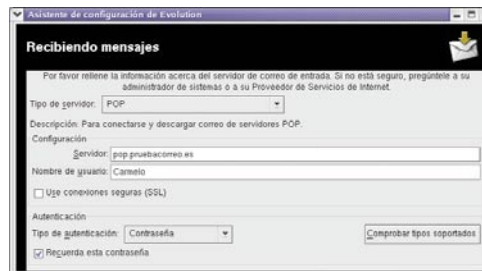 Asistente de configuración de Evolution
Recibiendo mensajes
Por favor rellene la información acerca del servidor de correo de entrada. Si no está seguro, pregúntele a su
administrador de sistemas o a su Proveedor de Servicios de Internet.
Tipo de servidor: POP
Descripción: Para conectarse y descargar correo de servidores POP.
Configuración
Servidor: pop.pruebacorreo.es
Nombre de usuario: Carmelo
Use conexiones seguras (SSL)
Autenticación
Tipo de autenticación: Contraseña Comprobar tipos soportados
Recuerda esta contraseña